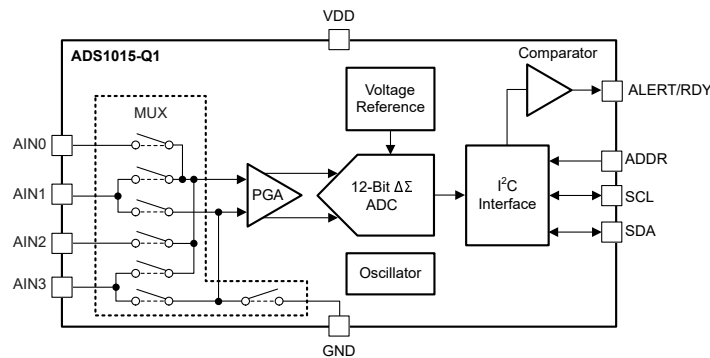 VDD
ADS1015-Q1
Comparator
Voltage
Reference
ALERT/RDY
MUX
AIN0
ADDR
AIN1
PGA
12-Bit ΔΣ
ADC
I²C
Interface
SCL
AIN2
SDA
Oscillator
AIN3
GND